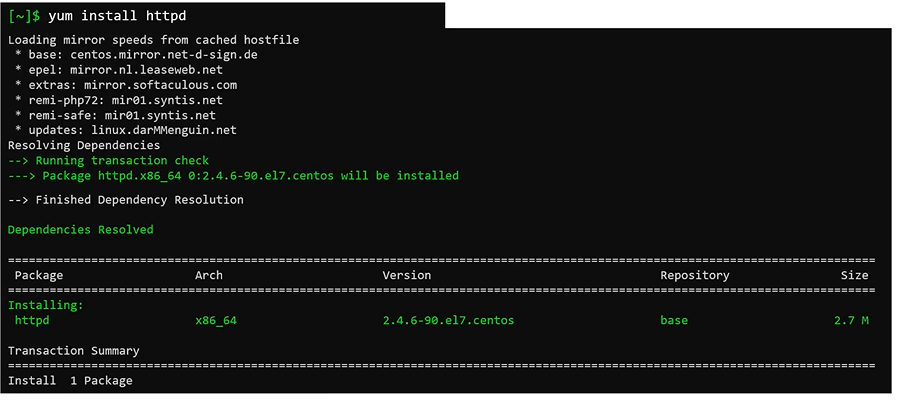 [~]$ yum install httpd
Loading mirror speeds from cached hostfile
* base: centos.mirror.net-d-sign.de
* epel: mirror.nl.leaseweb.net
* extras: mirror.softaculous.com
* remi-php72: mir01.syntis.net
* remi-safe: mir01.syntis.net
* updates: linux.darMMenguin.net
Resolving Dependencies
--> Running transaction check
---> Package httpd.x86_64 0:2.4.6-90.el7.centos will be installed
--> Finished Dependency Resolution
Dependencies Resolved
================================================================================
Package Arch Version Repository Size
================================================================================
Installing:
httpd x86_64 2.4.6-90.el7.centos base 2.7 M
Transaction Summary
================================================================================
Install 1 Package